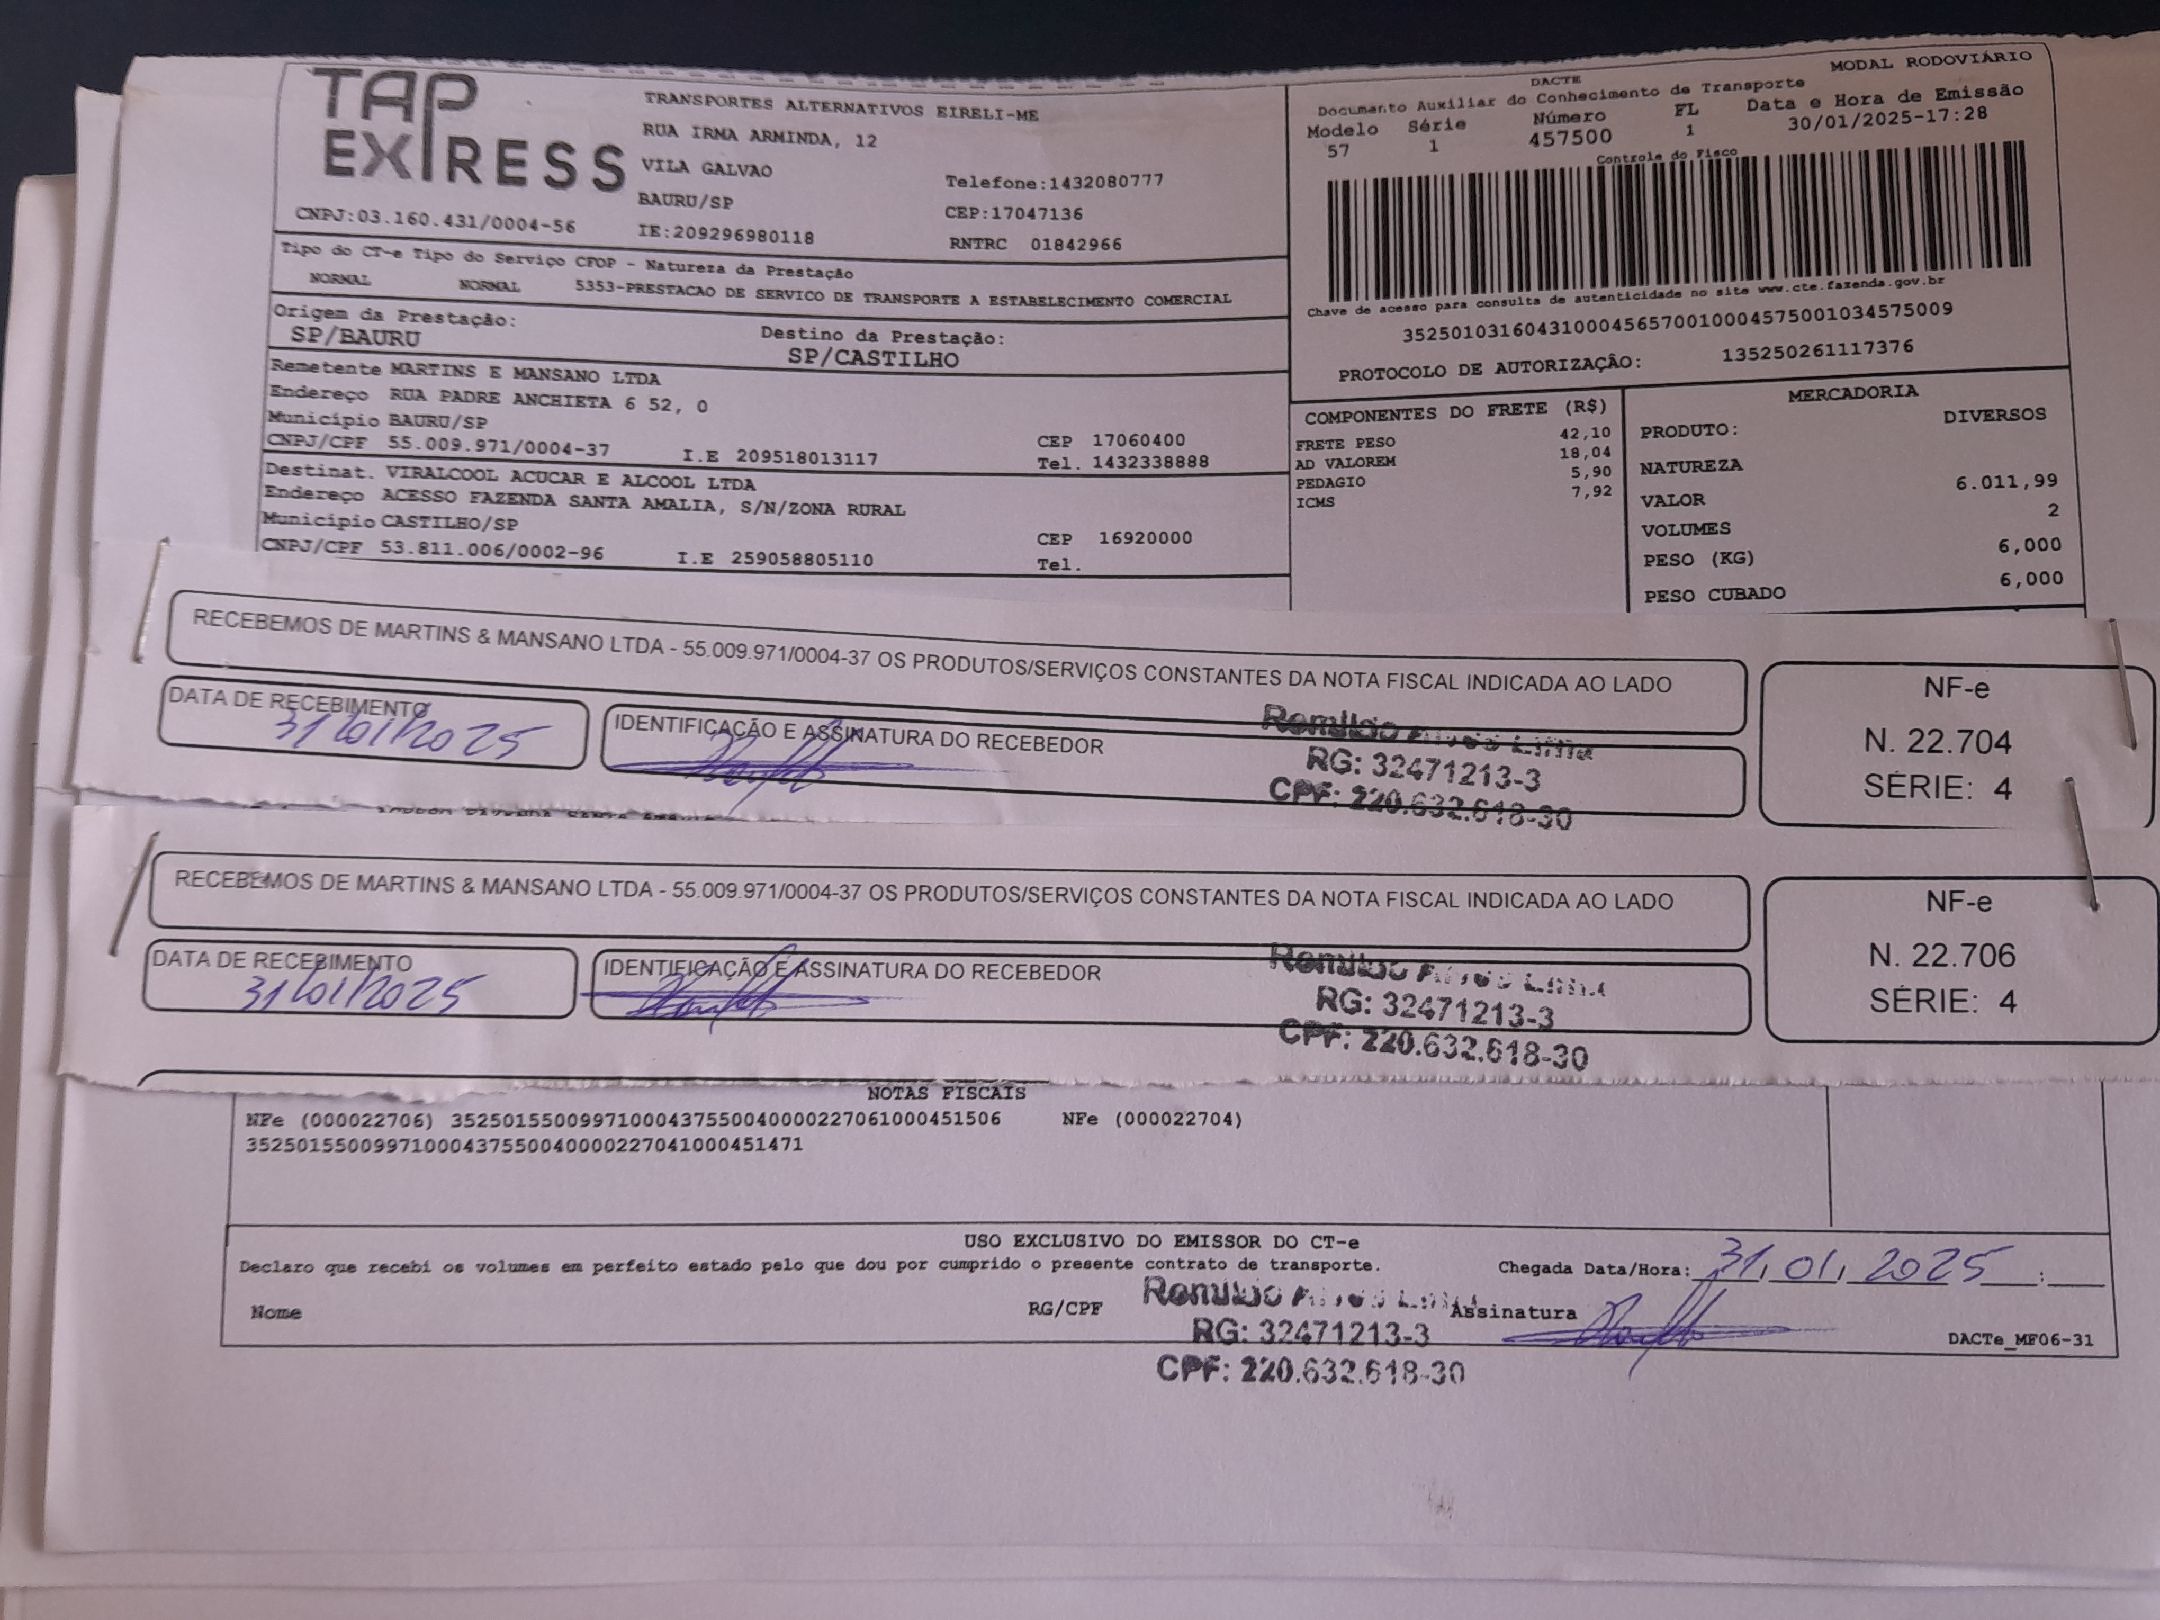 TAP
EXPRESS
TRANSPORTES ALTERNATIVOS EIRELI-ME
RUA IRMA ARMINDA, 12
VILA GALVAO
BAURU/SP
Telefone:1432080777
CEP:17047136
CNPJ:03.160.431/0004-56
IE:209296980118
RNTRC 01842966
MODAL RODOVIÁRIO
DACTE
Documento Auxiliar do Conhecimento de Transporte
Modelo Série Número FL Data e Hora de Emissão
57 1 457500 1 30/01/2025-17:28
Controle do Fisco
Chave de acesso para consulta de autenticidade no site www.cte.fazenda.gov.br
35250103160431000456570010004575001034575009
PROTOCOLO DE AUTORIZAÇÃO: 135250261117376
Tipo do CT-e Tipo do Serviço CFOP - Natureza da Prestação
NORMAL NORMAL 5353-PRESTACAO DE SERVICO DE TRANSPORTE A ESTABELECIMENTO COMERCIAL
Origem da Prestação: Destino da Prestação:
SP/BAURU SP/CASTILHO
Remetente MARTINS E MANSANO LTDA
Endereço RUA PADRE ANCHIETA 6 52, 0
Município BAURU/SP CEP 17060400
CNPJ/CPF 55.009.971/0004-37 I.E 209518013117 Tel. 1432338888
Destinat. VIRALCOOL ACUCAR E ALCOOL LTDA
Endereço ACESSO FAZENDA SANTA AMALIA, S/N/ZONA RURAL
Município CASTILHO/SP CEP 16920000
CNPJ/CPF 53.811.006/0002-96 I.E 259058805110 Tel.
COMPONENTES DO FRETE (R$)
FRETE PESO 42,10
AD VALOREM 18,04
PEDAGIO 5,90
ICMS 7,92
MERCADORIA
PRODUTO: DIVERSOS
NATUREZA
VALOR 6.011,99
VOLUMES 2
PESO (KG) 6,000
PESO CUBADO 6,000
RECEBEMOS DE MARTINS & MANSANO LTDA - 55.009.971/0004-37 OS PRODUTOS/SERVIÇOS CONSTANTES DA NOTA FISCAL INDICADA AO LADO
DATA DE RECEBIMENTO
31/01/2025
IDENTIFICAÇÃO E ASSINATURA DO RECEBEDOR
Romildo Alves Lima
RG: 32471213-3
CPF: 220.632.618-30
NF-e
N. 22.704
SÉRIE: 4
RECEBEMOS DE MARTINS & MANSANO LTDA - 55.009.971/0004-37 OS PRODUTOS/SERVIÇOS CONSTANTES DA NOTA FISCAL INDICADA AO LADO
DATA DE RECEBIMENTO
31/01/2025
IDENTIFICAÇÃO E ASSINATURA DO RECEBEDOR
Romildo Alves Lima
RG: 32471213-3
CPF: 220.632.618-30
NF-e
N. 22.706
SÉRIE: 4
NOTAS FISCAIS
NFe (000022706) 35250155009971000437550040000227061000451506 NFe (000022704)
35250155009971000437550040000227041000451471
USO EXCLUSIVO DO EMISSOR DO CT-e
Declaro que recebi os volumes em perfeito estado pelo que dou por cumprido o presente contrato de transporte. Chegada Data/Hora: 31/01/2025 __:__
Nome RG/CPF Assinatura
Romildo Alves Lima
RG: 32471213-3
CPF: 220.632.618-30
DACTe_MF06-31